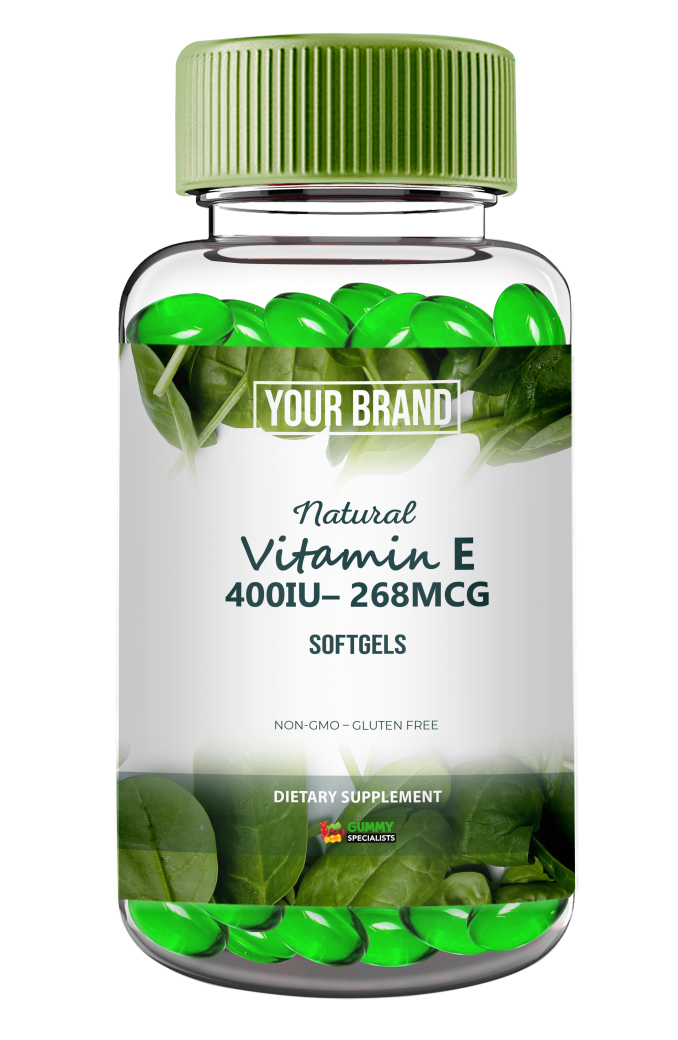 YOUR BRAND
Natural
Vitamin E
400IU– 268MCG
SOFTGELS
NON-GMO – GLUTEN FREE
DIETARY SUPPLEMENT
GUMMY
SPECIALISTS